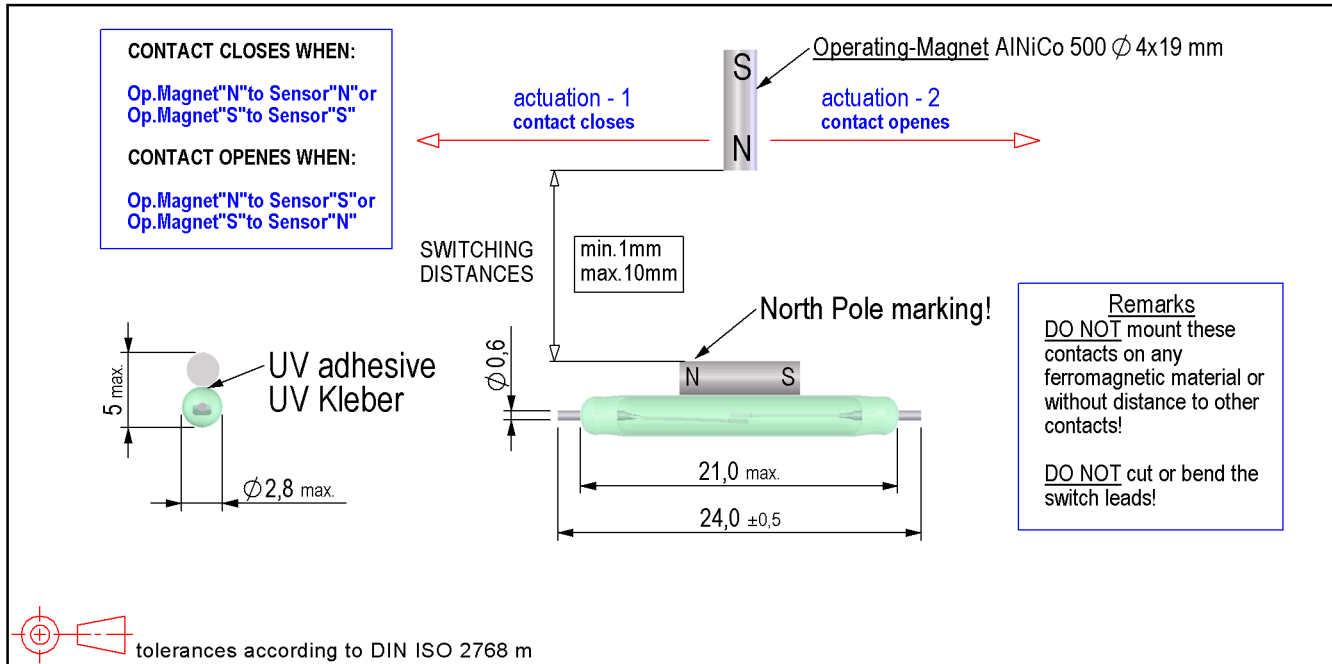 CONTACT CLOSES WHEN:
Op.Magnet"N"to Sensor"N"or
Op.Magnet"S"to Sensor"S"
CONTACT OPENES WHEN:
Op.Magnet"N"to Sensor"S"or
Op.Magnet"S"to Sensor"N"
S
N
Operating-Magnet AlNiCo 500 ∅ 4x19 mm
actuation - 1
contact closes
actuation - 2
contact openes
SWITCHING
DISTANCES
min.1mm
max.10mm
North Pole marking!
N S
∅0,6
21,0 max.
24,0 ±0,5
5 max.
UV adhesive
UV Kleber
∅2,8 max.
Remarks
DO NOT mount these
contacts on any
ferromagnetic material or
without distance to other
contacts!
DO NOT cut or bend the
switch leads!
tolerances according to DIN ISO 2768 m